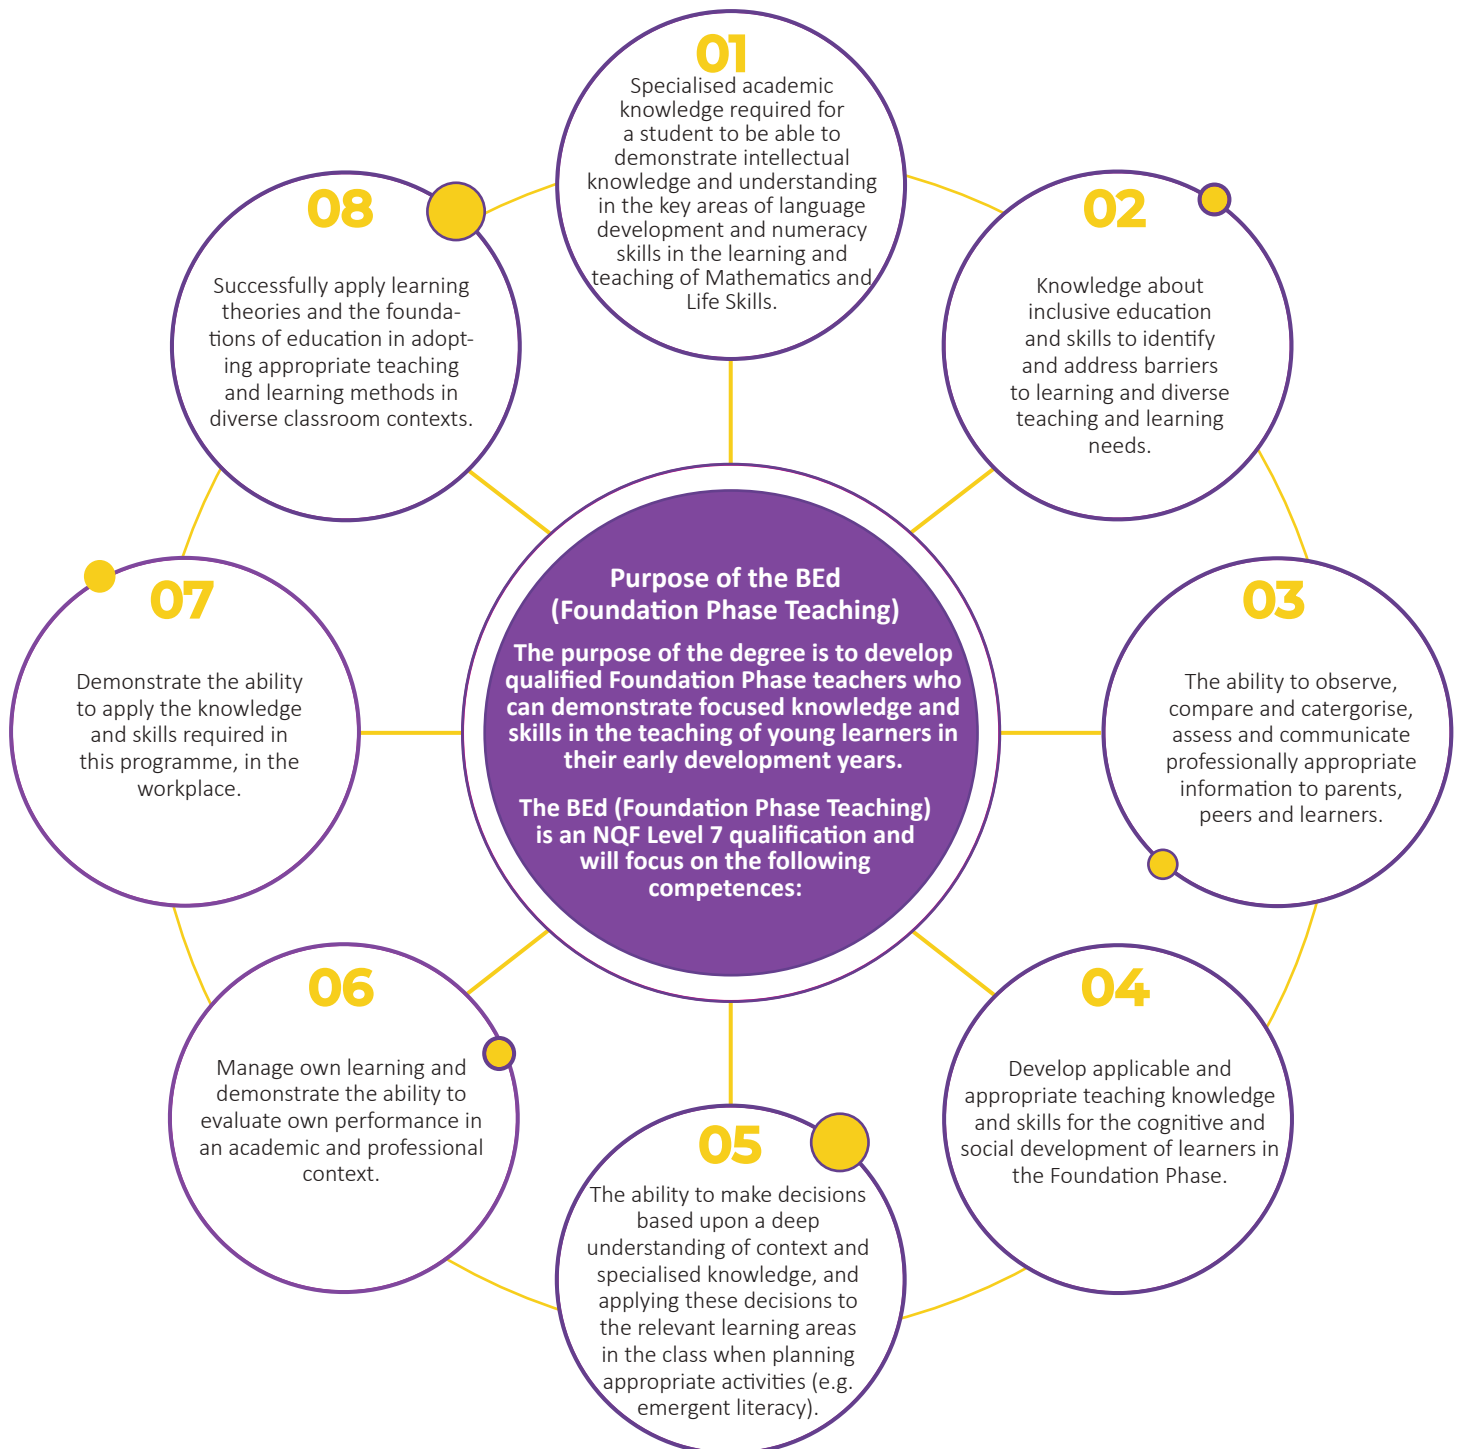 Purpose of the BEd
(Foundation Phase Teaching)
The purpose of the degree is to develop
qualified Foundation Phase teachers who
can demonstrate focused knowledge and
skills in the teaching of young learners in
their early development years.
The BEd (Foundation Phase Teaching)
is an NQF Level 7 qualification and
will focus on the following
competences:
01
Specialised academic
knowledge required for
a student to be able to
demonstrate intellectual
knowledge and understanding
in the key areas of language
development and numeracy
skills in the learning and
teaching of Mathematics and
Life Skills.
02
Knowledge about
inclusive education
and skills to identify
and address barriers
to learning and diverse
teaching and learning
needs.
03
The ability to observe,
compare and catergorise,
assess and communicate
professionally appropriate
information to parents,
peers and learners.
04
Develop applicable and
appropriate teaching knowledge
and skills for the cognitive and
social development of learners in
the Foundation Phase.
05
The ability to make decisions
based upon a deep
understanding of context and
specialised knowledge, and
applying these decisions to
the relevant learning areas
in the class when planning
appropriate activities (e.g.
emergent literacy).
06
Manage own learning and
demonstrate the ability to
evaluate own performance in
an academic and professional
context.
07
Demonstrate the ability
to apply the knowledge
and skills required in
this programme, in the
workplace.
08
Successfully apply learning
theories and the founda-
tions of education in adopt-
ing appropriate teaching
and learning methods in
diverse classroom contexts.